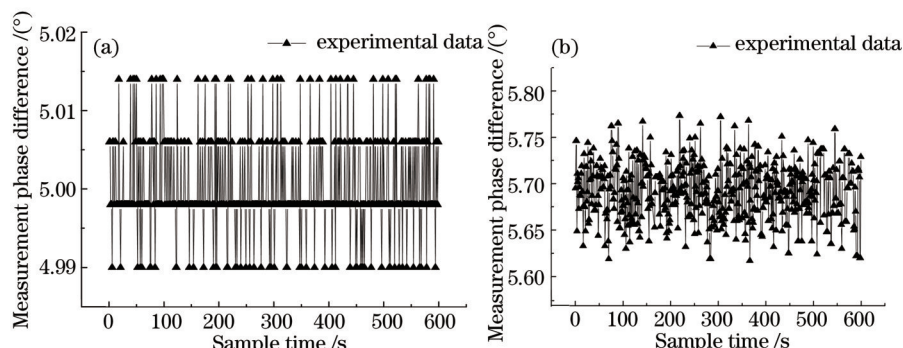 (a)
experimental data
Measurement phase difference /(°)
5.02
5.01
5.00
4.99
0 100 200 300 400 500 600
Sample time /s
(b)
experimental data
Measurement phase difference /(°)
5.80
5.75
5.70
5.65
5.60
0 100 200 300 400 500 600
Sample time /s